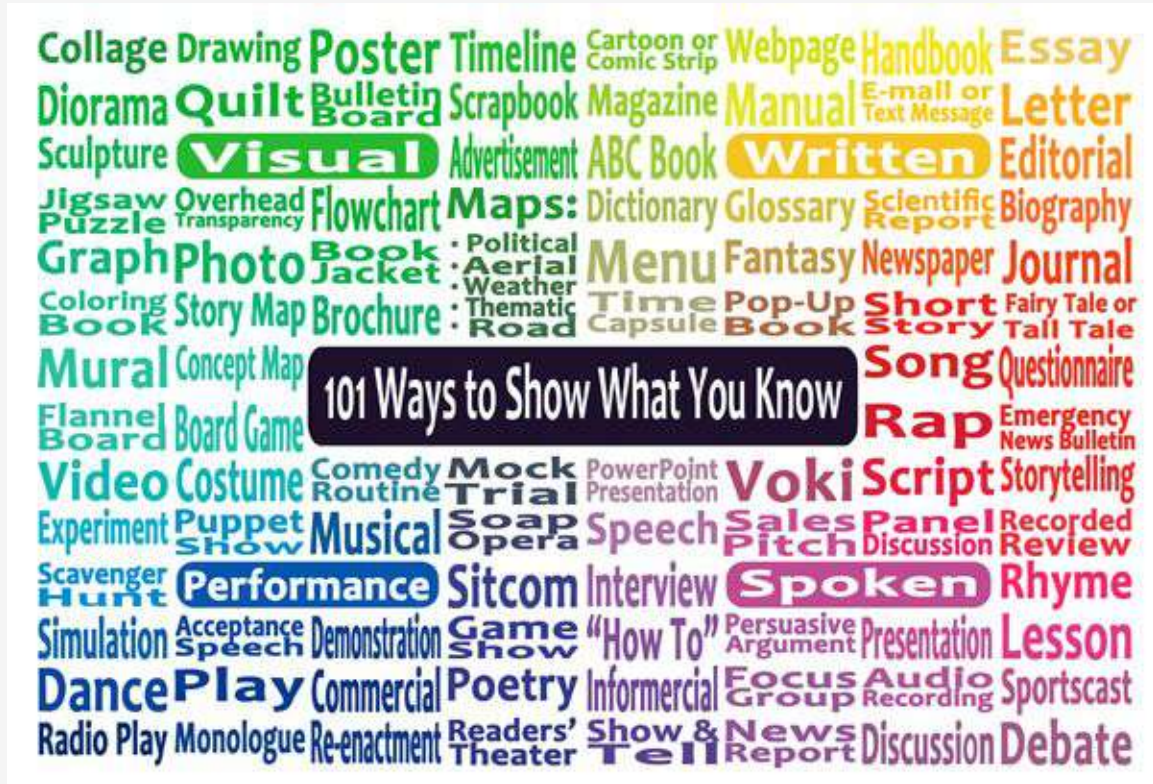 Collage Drawing Poster Timeline Cartoon or Comic Strip Webpage Handbook Essay
Diorama Quilt Bulletin Board Scrapbook Magazine Manual E-mail or Text Message Letter
Sculpture Visual Advertisement ABC Book Written Editorial
Jigsaw Puzzle Overhead Transparency Flowchart Maps: Dictionary Glossary Scientific Report Biography
Graph Photo Book Jacket · Political · Aerial Menu Fantasy Newspaper Journal
Coloring Book Story Map Brochure · Weather · Thematic · Road Time Capsule Pop-Up Book Short Story Fairy Tale or Tall Tale
Mural Concept Map Song Questionnaire
101 Ways to Show What You Know
Flannel Board Board Game Rap Emergency News Bulletin
Video Costume Comedy Routine Mock Trial PowerPoint Presentation Voki Script Storytelling
Experiment Puppet Show Musical Soap Opera Speech Sales Pitch Panel Discussion Recorded Review
Scavenger Hunt Performance Sitcom Interview Spoken Rhyme
Simulation Acceptance Speech Demonstration Game Show “How To” Persuasive Argument Presentation Lesson
Dance Play Commercial Poetry Informercial Focus Group Audio Recording Sportscast
Radio Play Monologue Re-enactment Readers’ Theater Show & Tell News Report Discussion Debate